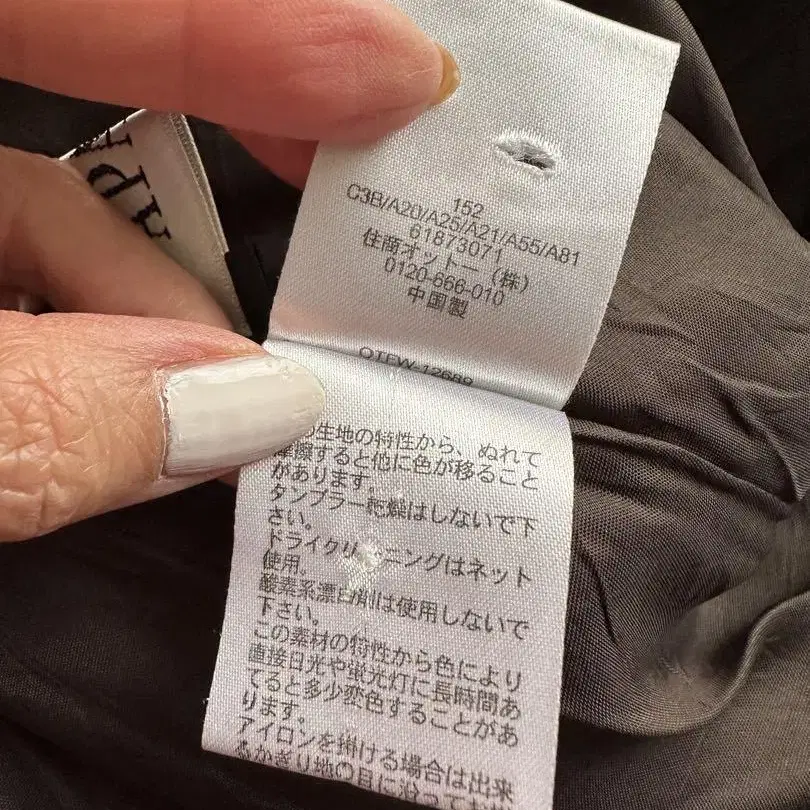 152
C3B/A20/A25/A21/A55/A81
61873071
住商オットー(株)
0120-666-010
中国製
OTFW-12689
生地の特性から、ぬれて
摩擦すると他に色が移ること
があります。
タンブラー乾燥はしないで下
さい。
ドライクリーニングはネット
使用。
酸素系漂白剤は使用しないで
下さい。
この素材の特性から色により
直接日光や蛍光灯に長時間あ
てると多少変色することがあ
ります。
アイロンを掛ける場合は出来
るかぎり地の目に沿って